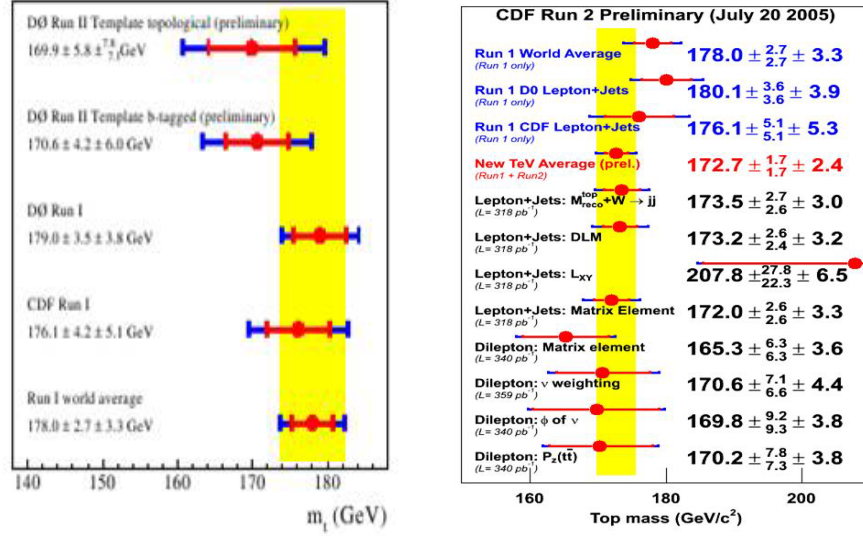 DØ Run II Template topological (preliminary)
169.9 ± 5.8 ± 7.8 7.1 GeV
DØ Run II Template b-tagged (preliminary)
170.6 ± 4.2 ± 6.0 GeV
DØ Run I
179.0 ± 3.5 ± 3.8 GeV
CDF Run I
176.1 ± 4.2 ± 5.1 GeV
Run I world average
178.0 ± 2.7 ± 3.3 GeV
140 160 180
m_t (GeV)
CDF Run 2 Preliminary (July 20 2005)
Run 1 World Average 178.0 ± 2.7 2.7 ± 3.3
(Run 1 only)
Run 1 D0 Lepton+Jets 180.1 ± 3.6 3.6 ± 3.9
(Run 1 only)
Run 1 CDF Lepton+Jets 176.1 ± 5.1 5.1 ± 5.3
(Run 1 only)
New TeV Average (prel.) 172.7 ± 1.7 1.7 ± 2.4
(Run1 + Run2)
Lepton+Jets: M top reco +W → jj 173.5 ± 2.7 2.6 ± 3.0
(L= 318 pb⁻¹)
Lepton+Jets: DLM 173.2 ± 2.6 2.4 ± 3.2
(L= 318 pb⁻¹)
Lepton+Jets: L_XY 207.8 ± 27.8 22.3 ± 6.5
(L= 318 pb⁻¹)
Lepton+Jets: Matrix Element 172.0 ± 2.6 2.6 ± 3.3
(L= 318 pb⁻¹)
Dilepton: Matrix element 165.3 ± 6.3 6.3 ± 3.6
(L= 340 pb⁻¹)
Dilepton: ν weighting 170.6 ± 7.1 6.6 ± 4.4
(L= 359 pb⁻¹)
Dilepton: ϕ of ν 169.8 ± 9.2 9.3 ± 3.8
(L= 340 pb⁻¹)
Dilepton: P_z(tt̄) 170.2 ± 7.8 7.3 ± 3.8
(L= 340 pb⁻¹)
160 180 200
Top mass (GeV/c²)